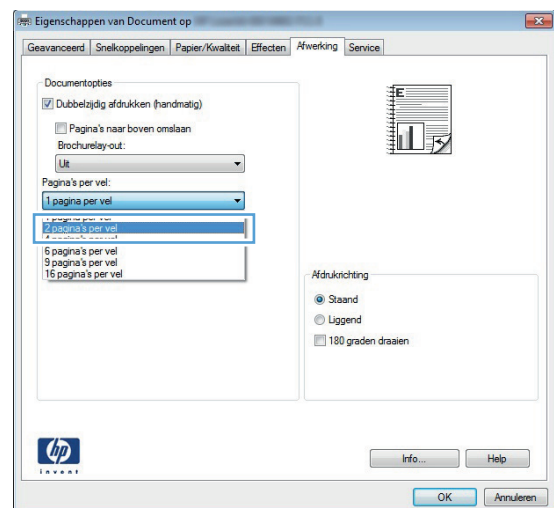 Eigenschappen van Document op
Geavanceerd Snelkoppelingen Papier/Kwaliteit Effecten Afwerking Service
Documentopties
Dubbelzijdig afdrukken (handmatig)
Pagina's naar boven omslaan
Brochurelay-out:
Uit
Pagina's per vel:
1 pagina per vel
2 pagina's per vel
6 pagina's per vel
9 pagina's per vel
16 pagina's per vel
E
Afdrukrichting
Staand
Liggend
180 graden draaien
hp
invent
Info... Help
OK Annuleren